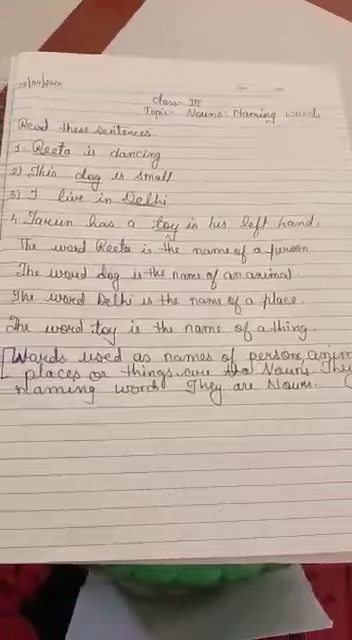 Class - III
Topic - Nouns: Naming words
Read these sentences
1. Reeta is dancing
2) This dog is small
3) I live in Delhi
4. Tarun has a toy in his left hand.
The word Reeta is the name of a person.
The word dog is the name of an animal.
The word Delhi is the name of a place.
The word toy is the name of a thing.
Words used as names of person, anim
places or things are Nouns. They
naming words They are Nouns.